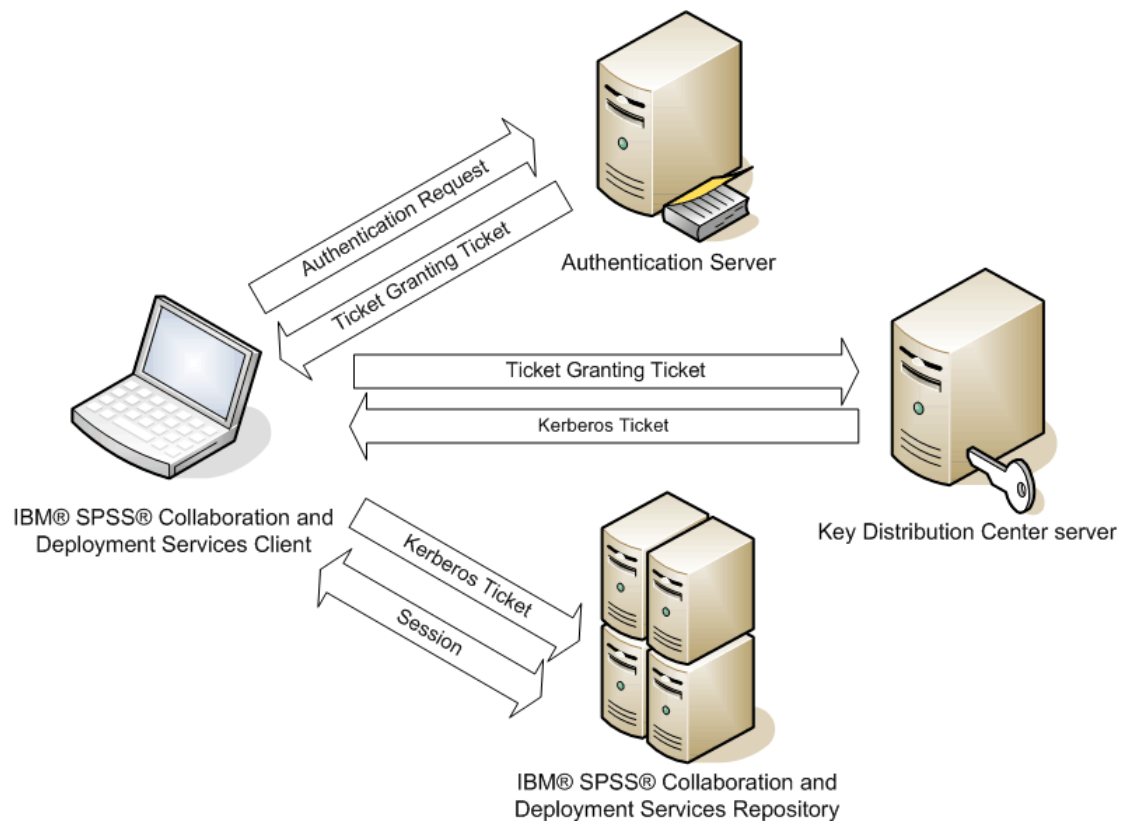 Authentication Request
Ticket Granting Ticket
Authentication Server
Ticket Granting Ticket
Kerberos Ticket
IBM® SPSS® Collaboration and
Deployment Services Client
Key Distribution Center server
Kerberos Ticket
Session
IBM® SPSS® Collaboration and
Deployment Services Repository